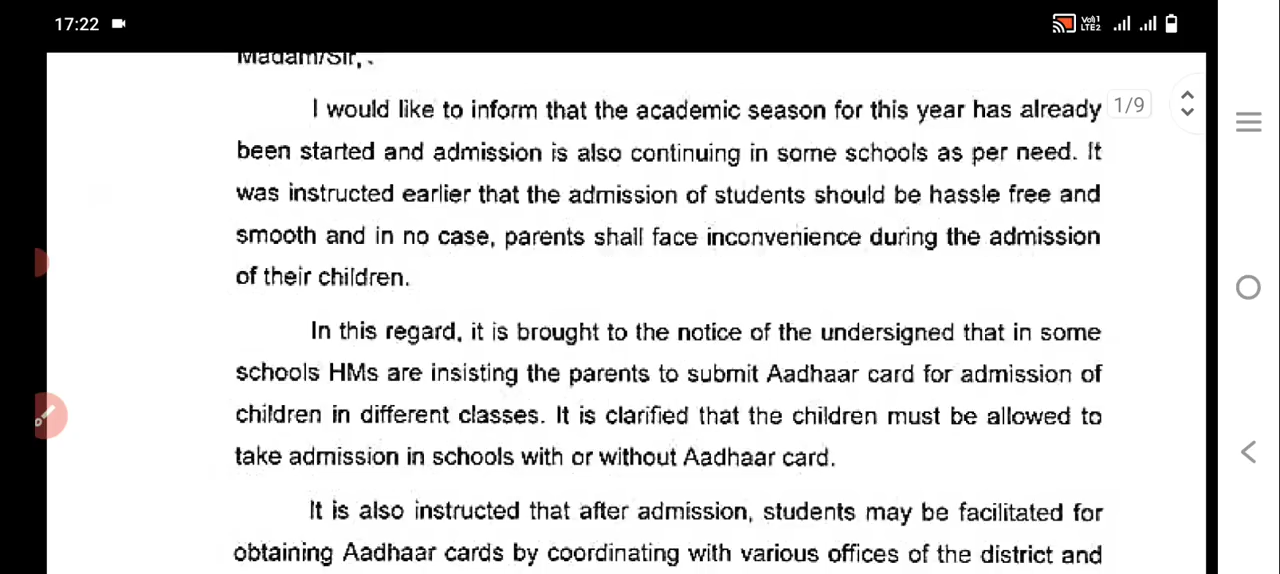 17:22
Vo1) LTE2
Madam/Sir,
I would like to inform that the academic season for this year has already
1/9
been started and admission is also continuing in some schools as per need. It
was instructed earlier that the admission of students should be hassle free and
smooth and in no case, parents shall face inconvenience during the admission
of their children.
In this regard, it is brought to the notice of the undersigned that in some
schools HMs are insisting the parents to submit Aadhaar card for admission of
children in different classes. It is clarified that the children must be allowed to
take admission in schools with or without Aadhaar card.
It is also instructed that after admission, students may be facilitated for
obtaining Aadhaar cards by coordinating with various offices of the district and